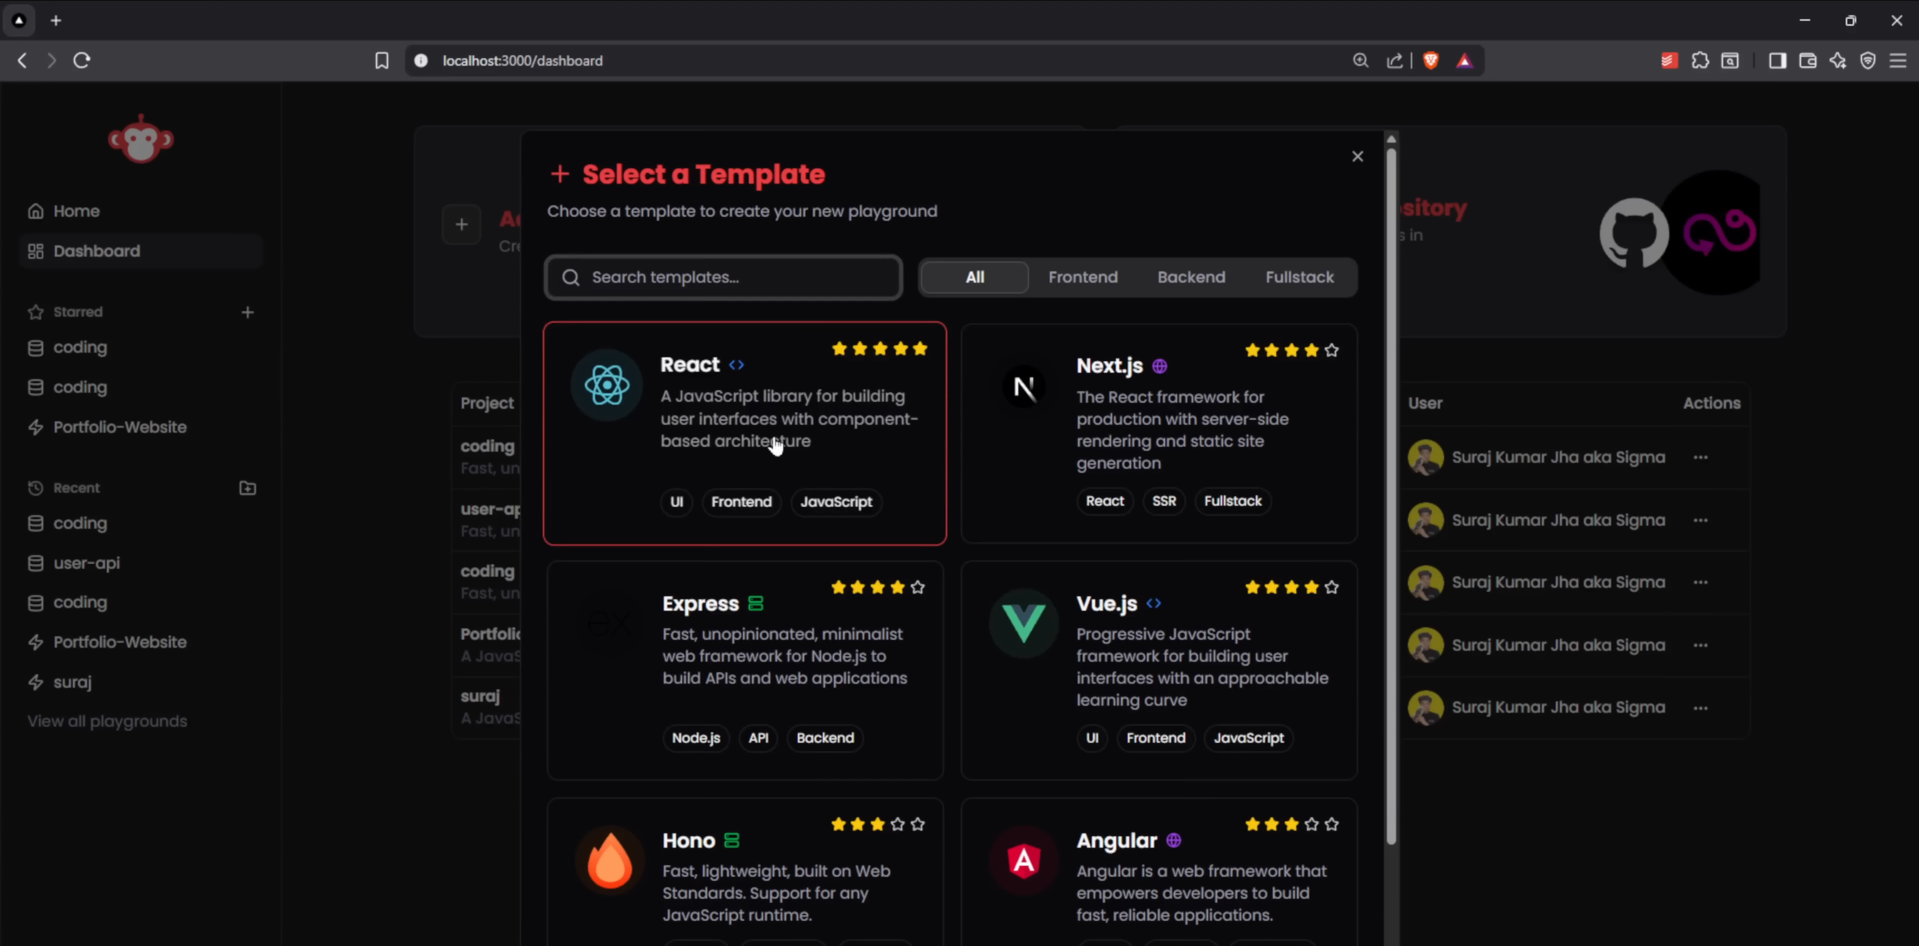 localhost:3000/dashboard
Home
Dashboard
Starred
coding
coding
Portfolio-Website
Recent
coding
user-api
coding
Portfolio-Website
suraj
View all playgrounds
Select a Template
Choose a template to create your new playground
Search templates...
All
Frontend
Backend
Fullstack
React
A JavaScript library for building
user interfaces with component-
based architecture
UI
Frontend
JavaScript
Next.js
The React framework for
production with server-side
rendering and static site
generation
React
SSR
Fullstack
Express
Fast, unopinionated, minimalist
web framework for Node.js to
build APIs and web applications
Node.js
API
Backend
Vue.js
Progressive JavaScript
framework for building user
interfaces with an approachable
learning curve
UI
Frontend
JavaScript
Hono
Fast, lightweight, built on Web
Standards. Support for any
JavaScript runtime.
Angular
Angular is a web framework that
empowers developers to build
fast, reliable applications.
Project
coding
Fast, un
user-ap
Fast, un
coding
Fast, un
Portfolio
A JavaS
suraj
A JavaS
sitory
s in
User
Actions
Suraj Kumar Jha aka Sigma
Suraj Kumar Jha aka Sigma
Suraj Kumar Jha aka Sigma
Suraj Kumar Jha aka Sigma
Suraj Kumar Jha aka Sigma